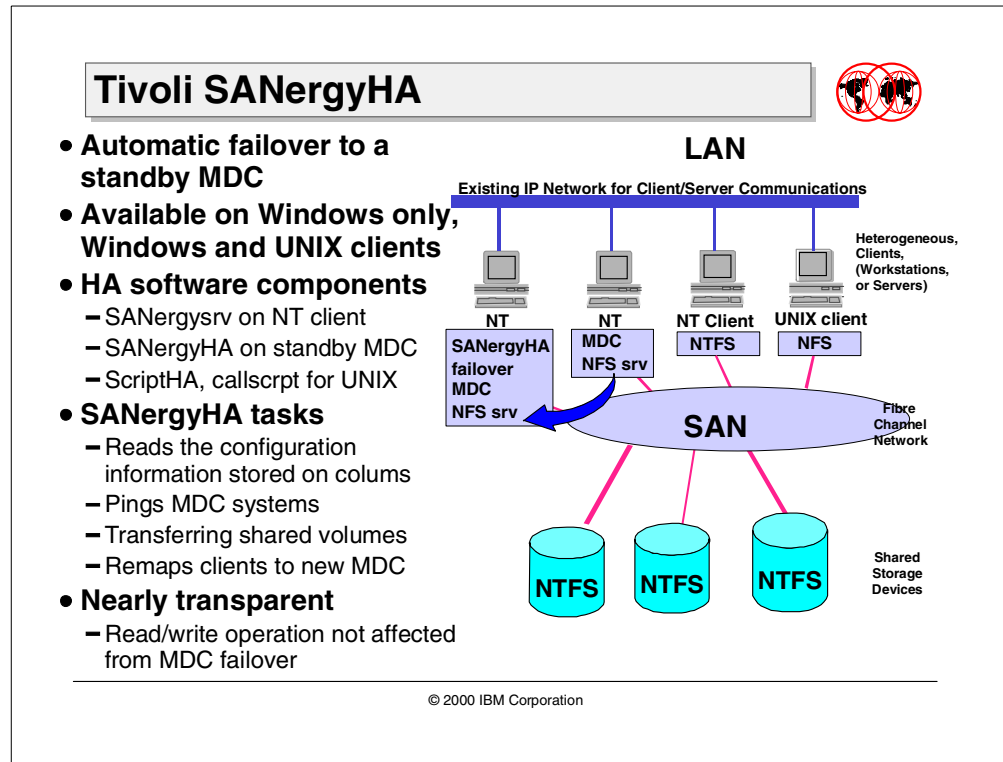 Tivoli SANergyHA
• Automatic failover to a
standby MDC
• Available on Windows only,
Windows and UNIX clients
• HA software components
– SANergysrv on NT client
– SANergyHA on standby MDC
– ScriptHA, callscrpt for UNIX
• SANergyHA tasks
– Reads the configuration
information stored on colums
– Pings MDC systems
– Transferring shared volumes
– Remaps clients to new MDC
• Nearly transparent
– Read/write operation not affected
from MDC failover
LAN
Existing IP Network for Client/Server Communications
Heterogeneous,
Clients,
(Workstations,
or Servers)
NT
SANergyHA
failover
MDC
NFS srv
NT
MDC
NFS srv
NT Client
NTFS
UNIX client
NFS
SAN
Fibre
Channel
Network
NTFS
NTFS
NTFS
Shared
Storage
Devices
© 2000 IBM Corporation